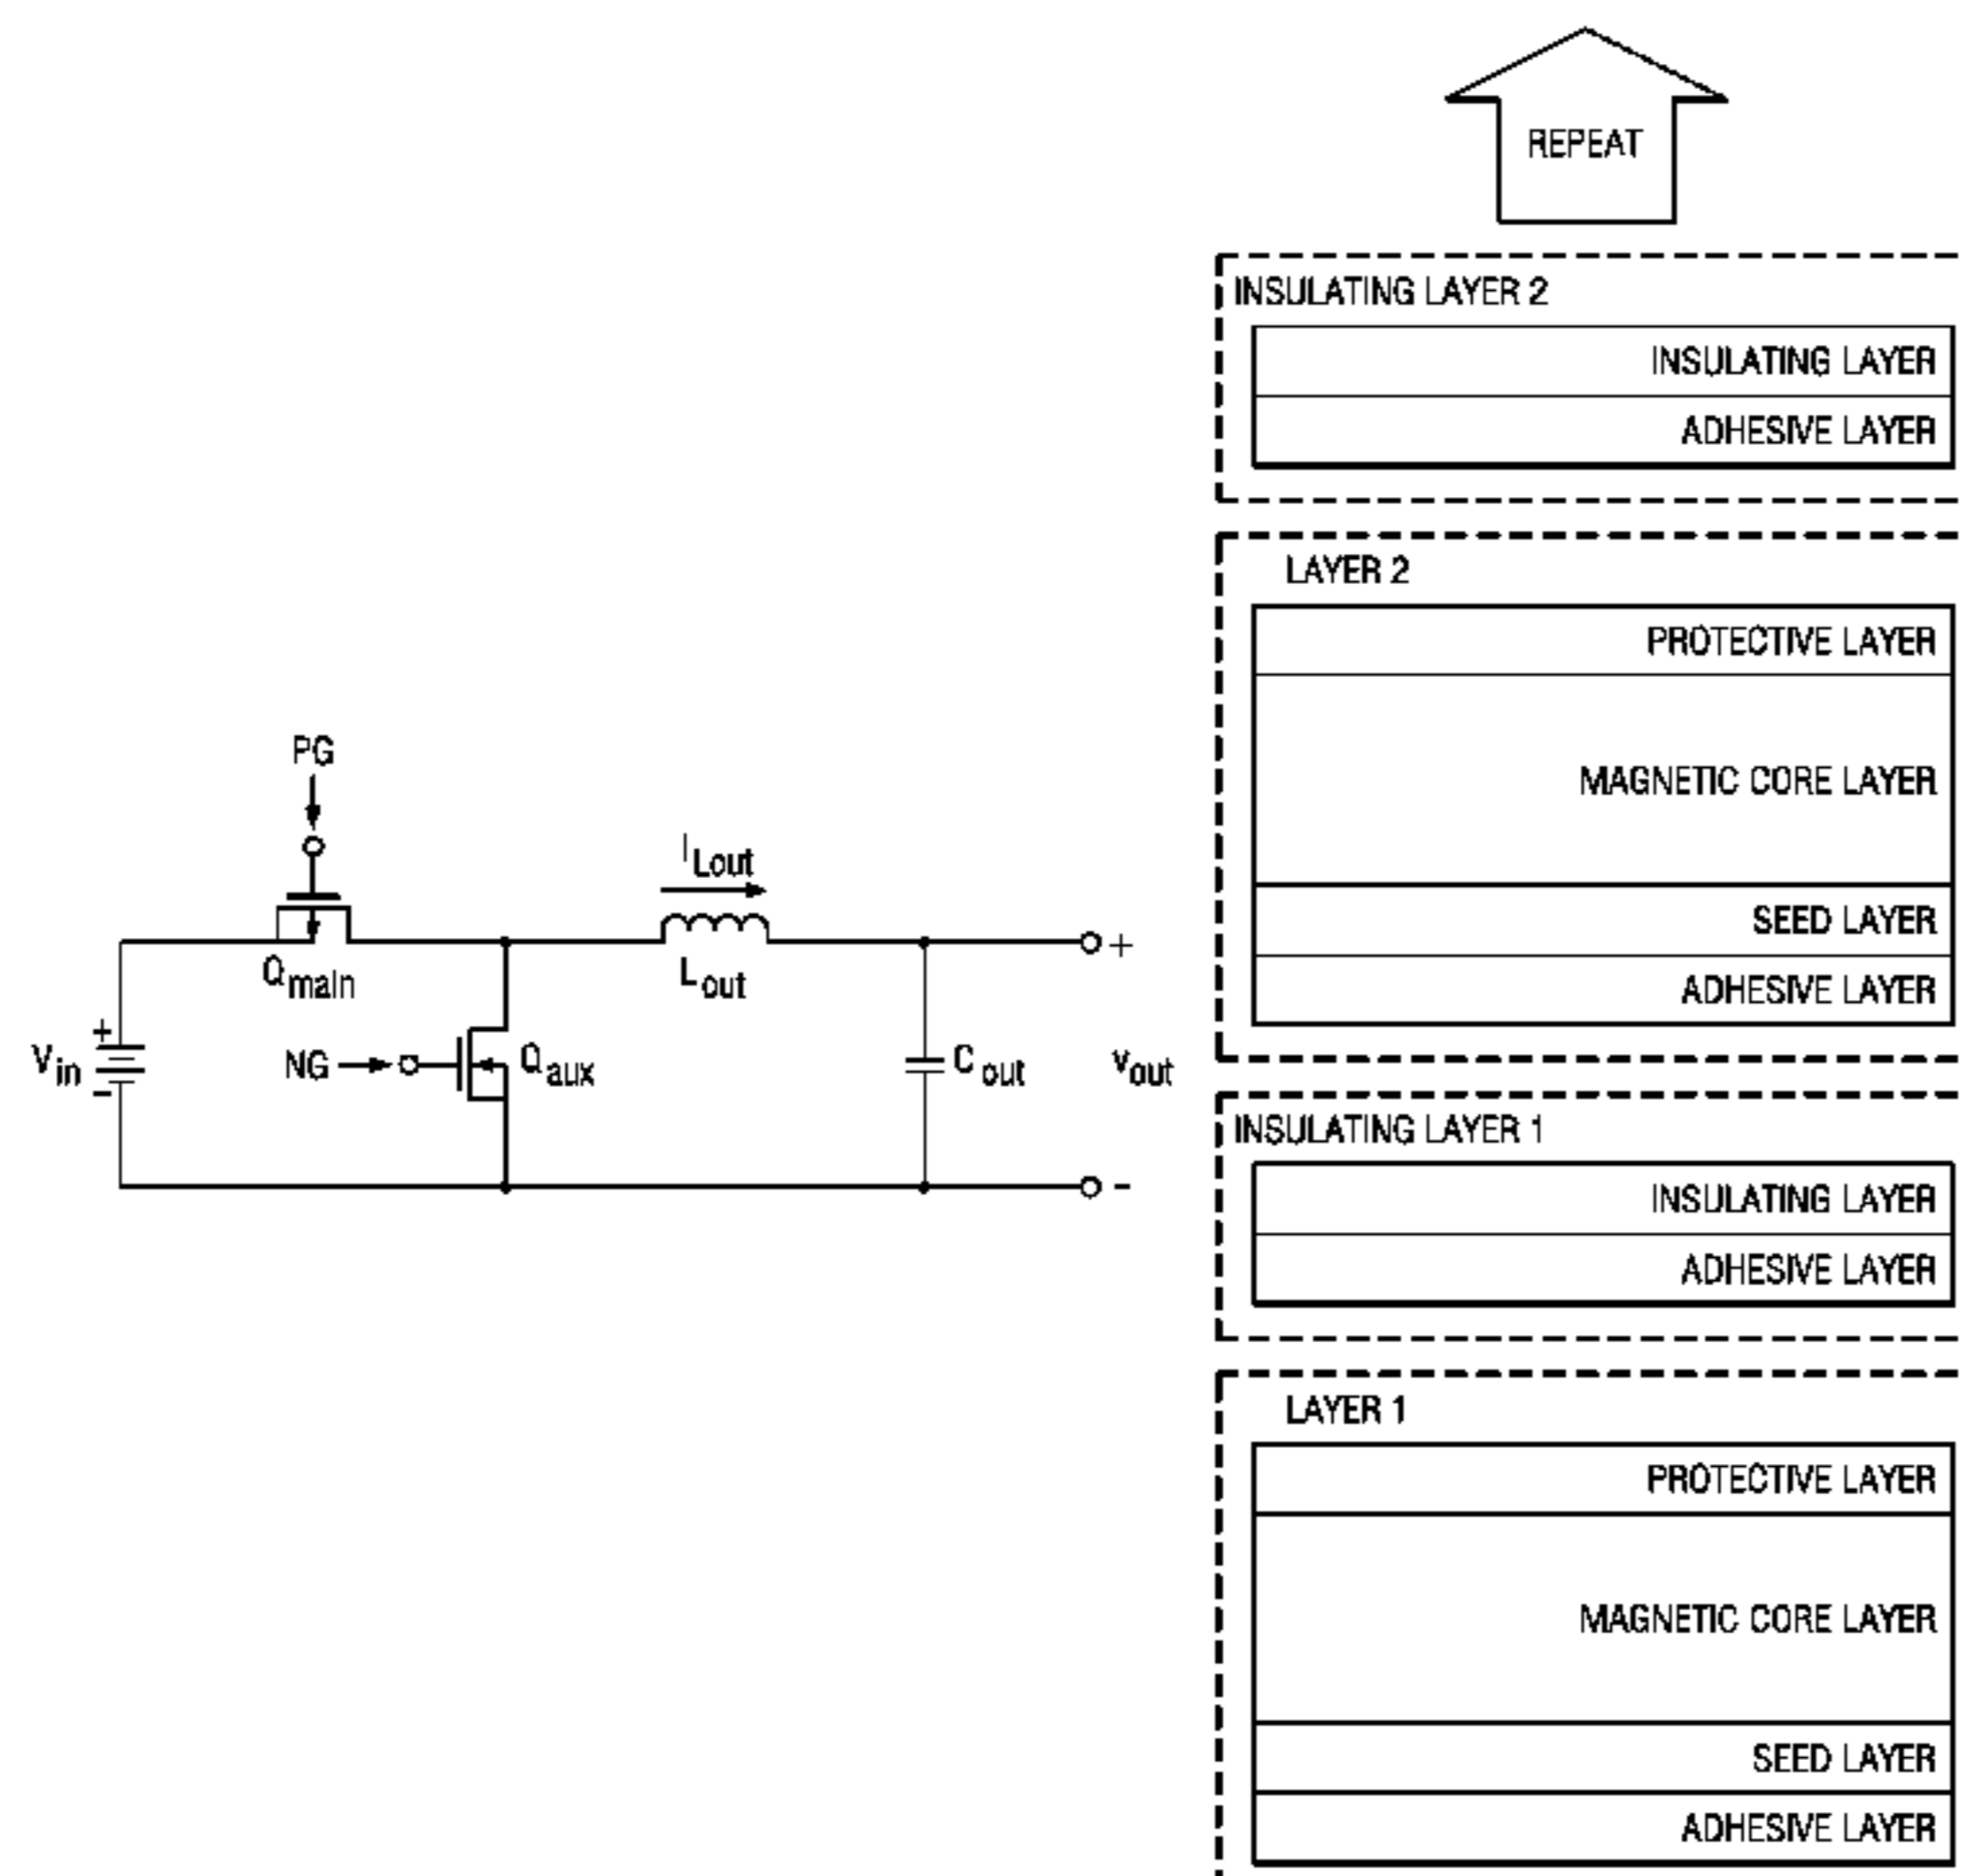 REPEAT
INSULATING LAYER 2
INSULATING LAYER
ADHESIVE LAYER
LAYER 2
PROTECTIVE LAYER
MAGNETIC CORE LAYER
SEED LAYER
ADHESIVE LAYER
INSULATING LAYER 1
INSULATING LAYER
ADHESIVE LAYER
LAYER 1
PROTECTIVE LAYER
MAGNETIC CORE LAYER
SEED LAYER
ADHESIVE LAYER
PG
I Lout
Q main
L out
+
+
V in
-
NG
Q aux
C out
V out
-